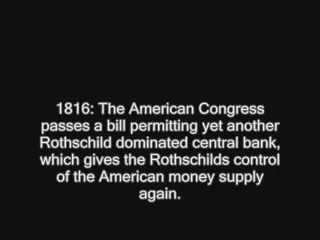 1816: The American Congress
passes a bill permitting yet another
Rothschild dominated central bank,
which gives the Rothschilds control
of the American money supply
again.